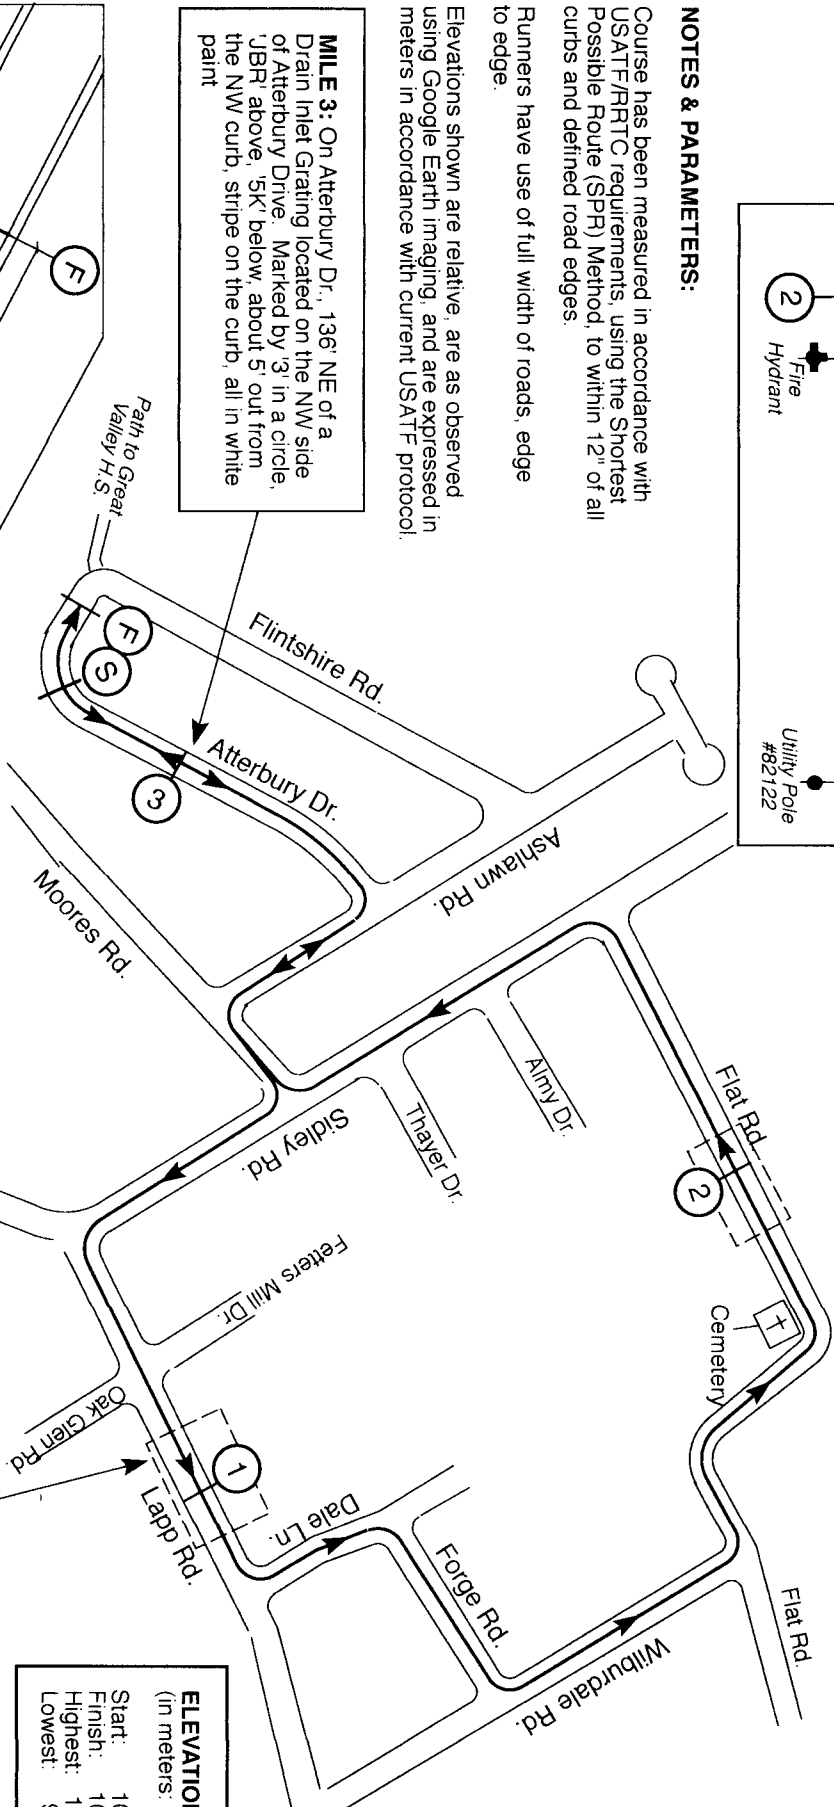 NOTES & PARAMETERS:
Course has been measured in accordance with
USATF/RRTC requirements, using the Shortest
Possible Route (SPR) Method, to within 12" of all
curbs and defined road edges.
Runners have use of full width of roads, edge
to edge.
Elevations shown are relative, are as observed
using Google Earth imaging, and are expressed in
meters in accordance with current USATF protocol.
MILE 3: On Atterbury Dr., 136' NE of a
Drain Inlet Grating located on the NW side
of Atterbury Drive. Marked by '3' in a circle,
'JBR' above, '5K' below, about 5' out from
the NW curb, stripe on the curb, all in white
paint
2
Fire
Hydrant
Utility Pole
#82122
F
Path to Great
Valley H.S.
F
S
Flintshire Rd.
Atterbury Dr.
3
Ashlawn Rd.
Moores Rd.
Sidley Rd.
Thayer Dr.
Almy Dr.
Flat Rd.
2
Cemetery
Fetters Mill Dr.
Oak Glen Rd.
Lapp Rd.
1
Dale Ln.
Forge Rd.
Wilburdale Rd.
Flat Rd.
(in meters:
Start:
Finish:
Highest:
Lowest: